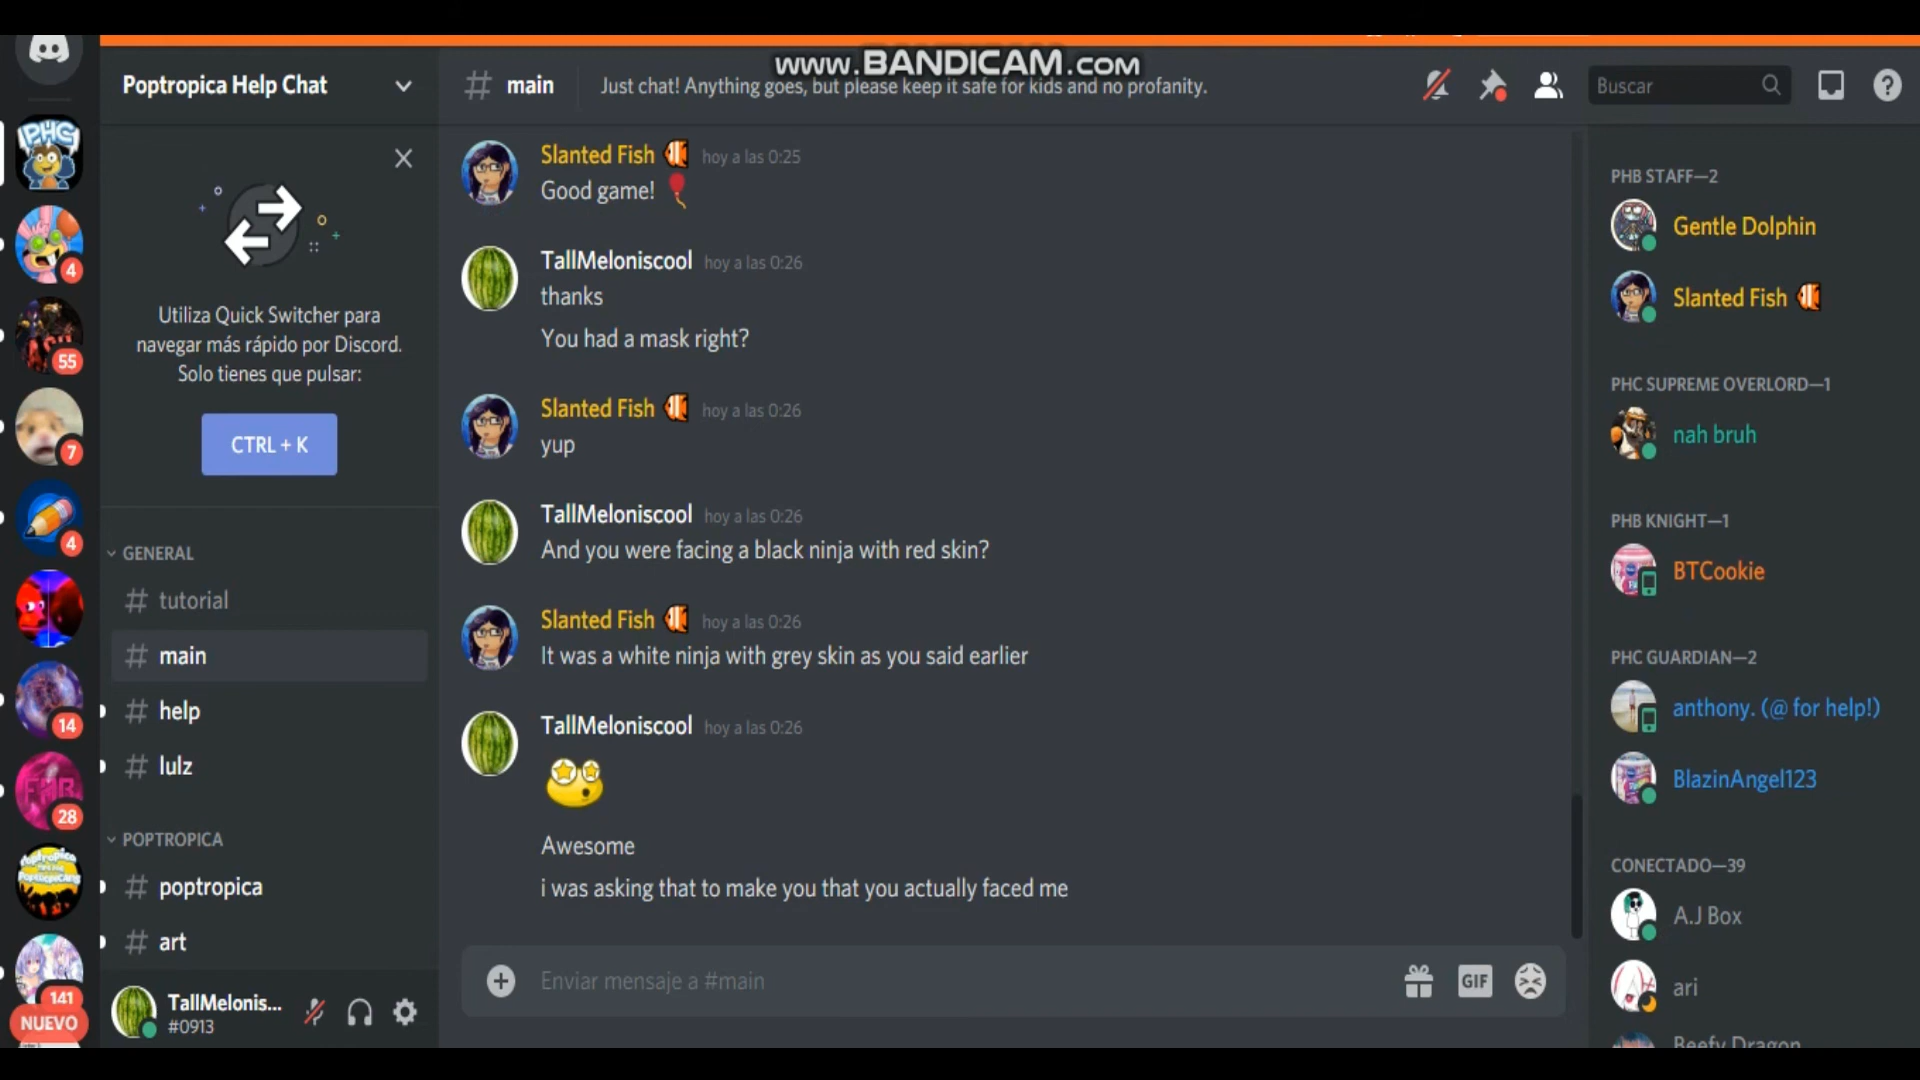 www.BANDICAM.com
Poptropica Help Chat
main
Just chat! Anything goes, but please keep it safe for kids and no profanity.
Buscar
PHC
4
55
7
4
14
FHR
28
141
NUEVO
Utiliza Quick Switcher para
navegar más rápido por Discord.
Solo tienes que pulsar:
CTRL + K
GENERAL
# tutorial
# main
# help
# lulz
POPTROPICA
# poptropica
# art
TallMelonis...
#0913
Slanted Fish hoy a las 0:25
Good game!
TallMeloniscool hoy a las 0:26
thanks
You had a mask right?
Slanted Fish hoy a las 0:26
yup
TallMeloniscool hoy a las 0:26
And you were facing a black ninja with red skin?
Slanted Fish hoy a las 0:26
It was a white ninja with grey skin as you said earlier
TallMeloniscool hoy a las 0:26
Awesome
i was asking that to make you that you actually faced me
Enviar mensaje a #main
GIF
PHB STAFF—2
Gentle Dolphin
Slanted Fish
PHC SUPREME OVERLORD—1
nah bruh
PHB KNIGHT—1
BTCookie
PHC GUARDIAN—2
anthony. (@ for help!)
BlazinAngel123
CONECTADO—39
A.J Box
ari
Beefy Dragon